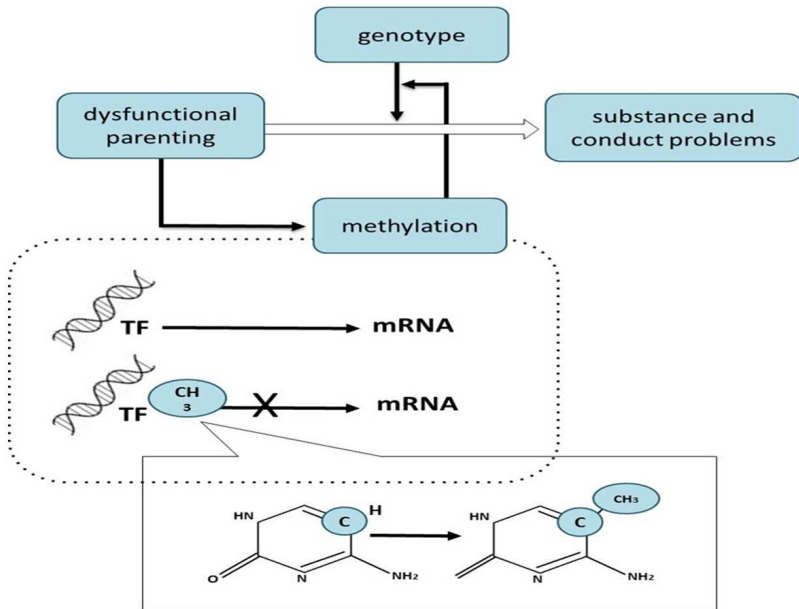 genotype
dysfunctional
parenting
substance and
conduct problems
methylation
TF
mRNA
CH
3
TF
X
mRNA
HN
C
H
O
N
NH2
HN
C
CH3
N
NH2